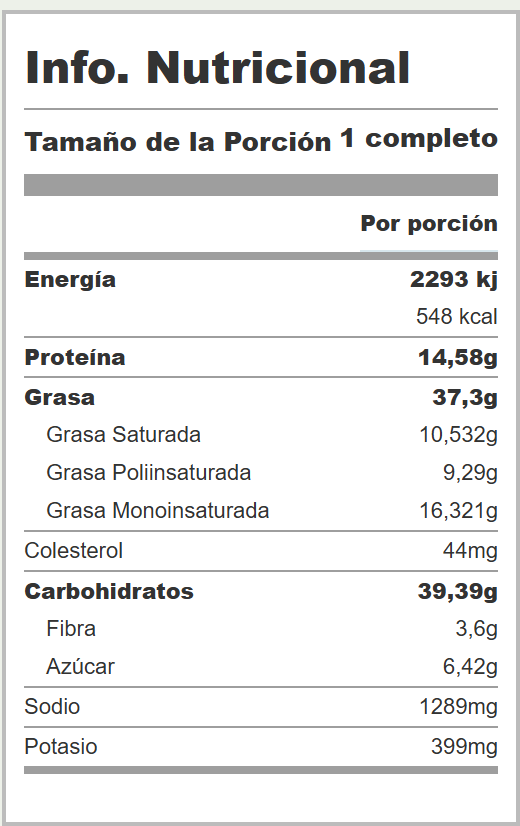 Info. Nutricional
Tamaño de la Porción 1 completo
Por porción
Energía 2293 kj
548 kcal
Proteína 14,58g
Grasa 37,3g
Grasa Saturada 10,532g
Grasa Poliinsaturada 9,29g
Grasa Monoinsaturada 16,321g
Colesterol 44mg
Carbohidratos 39,39g
Fibra 3,6g
Azúcar 6,42g
Sodio 1289mg
Potasio 399mg